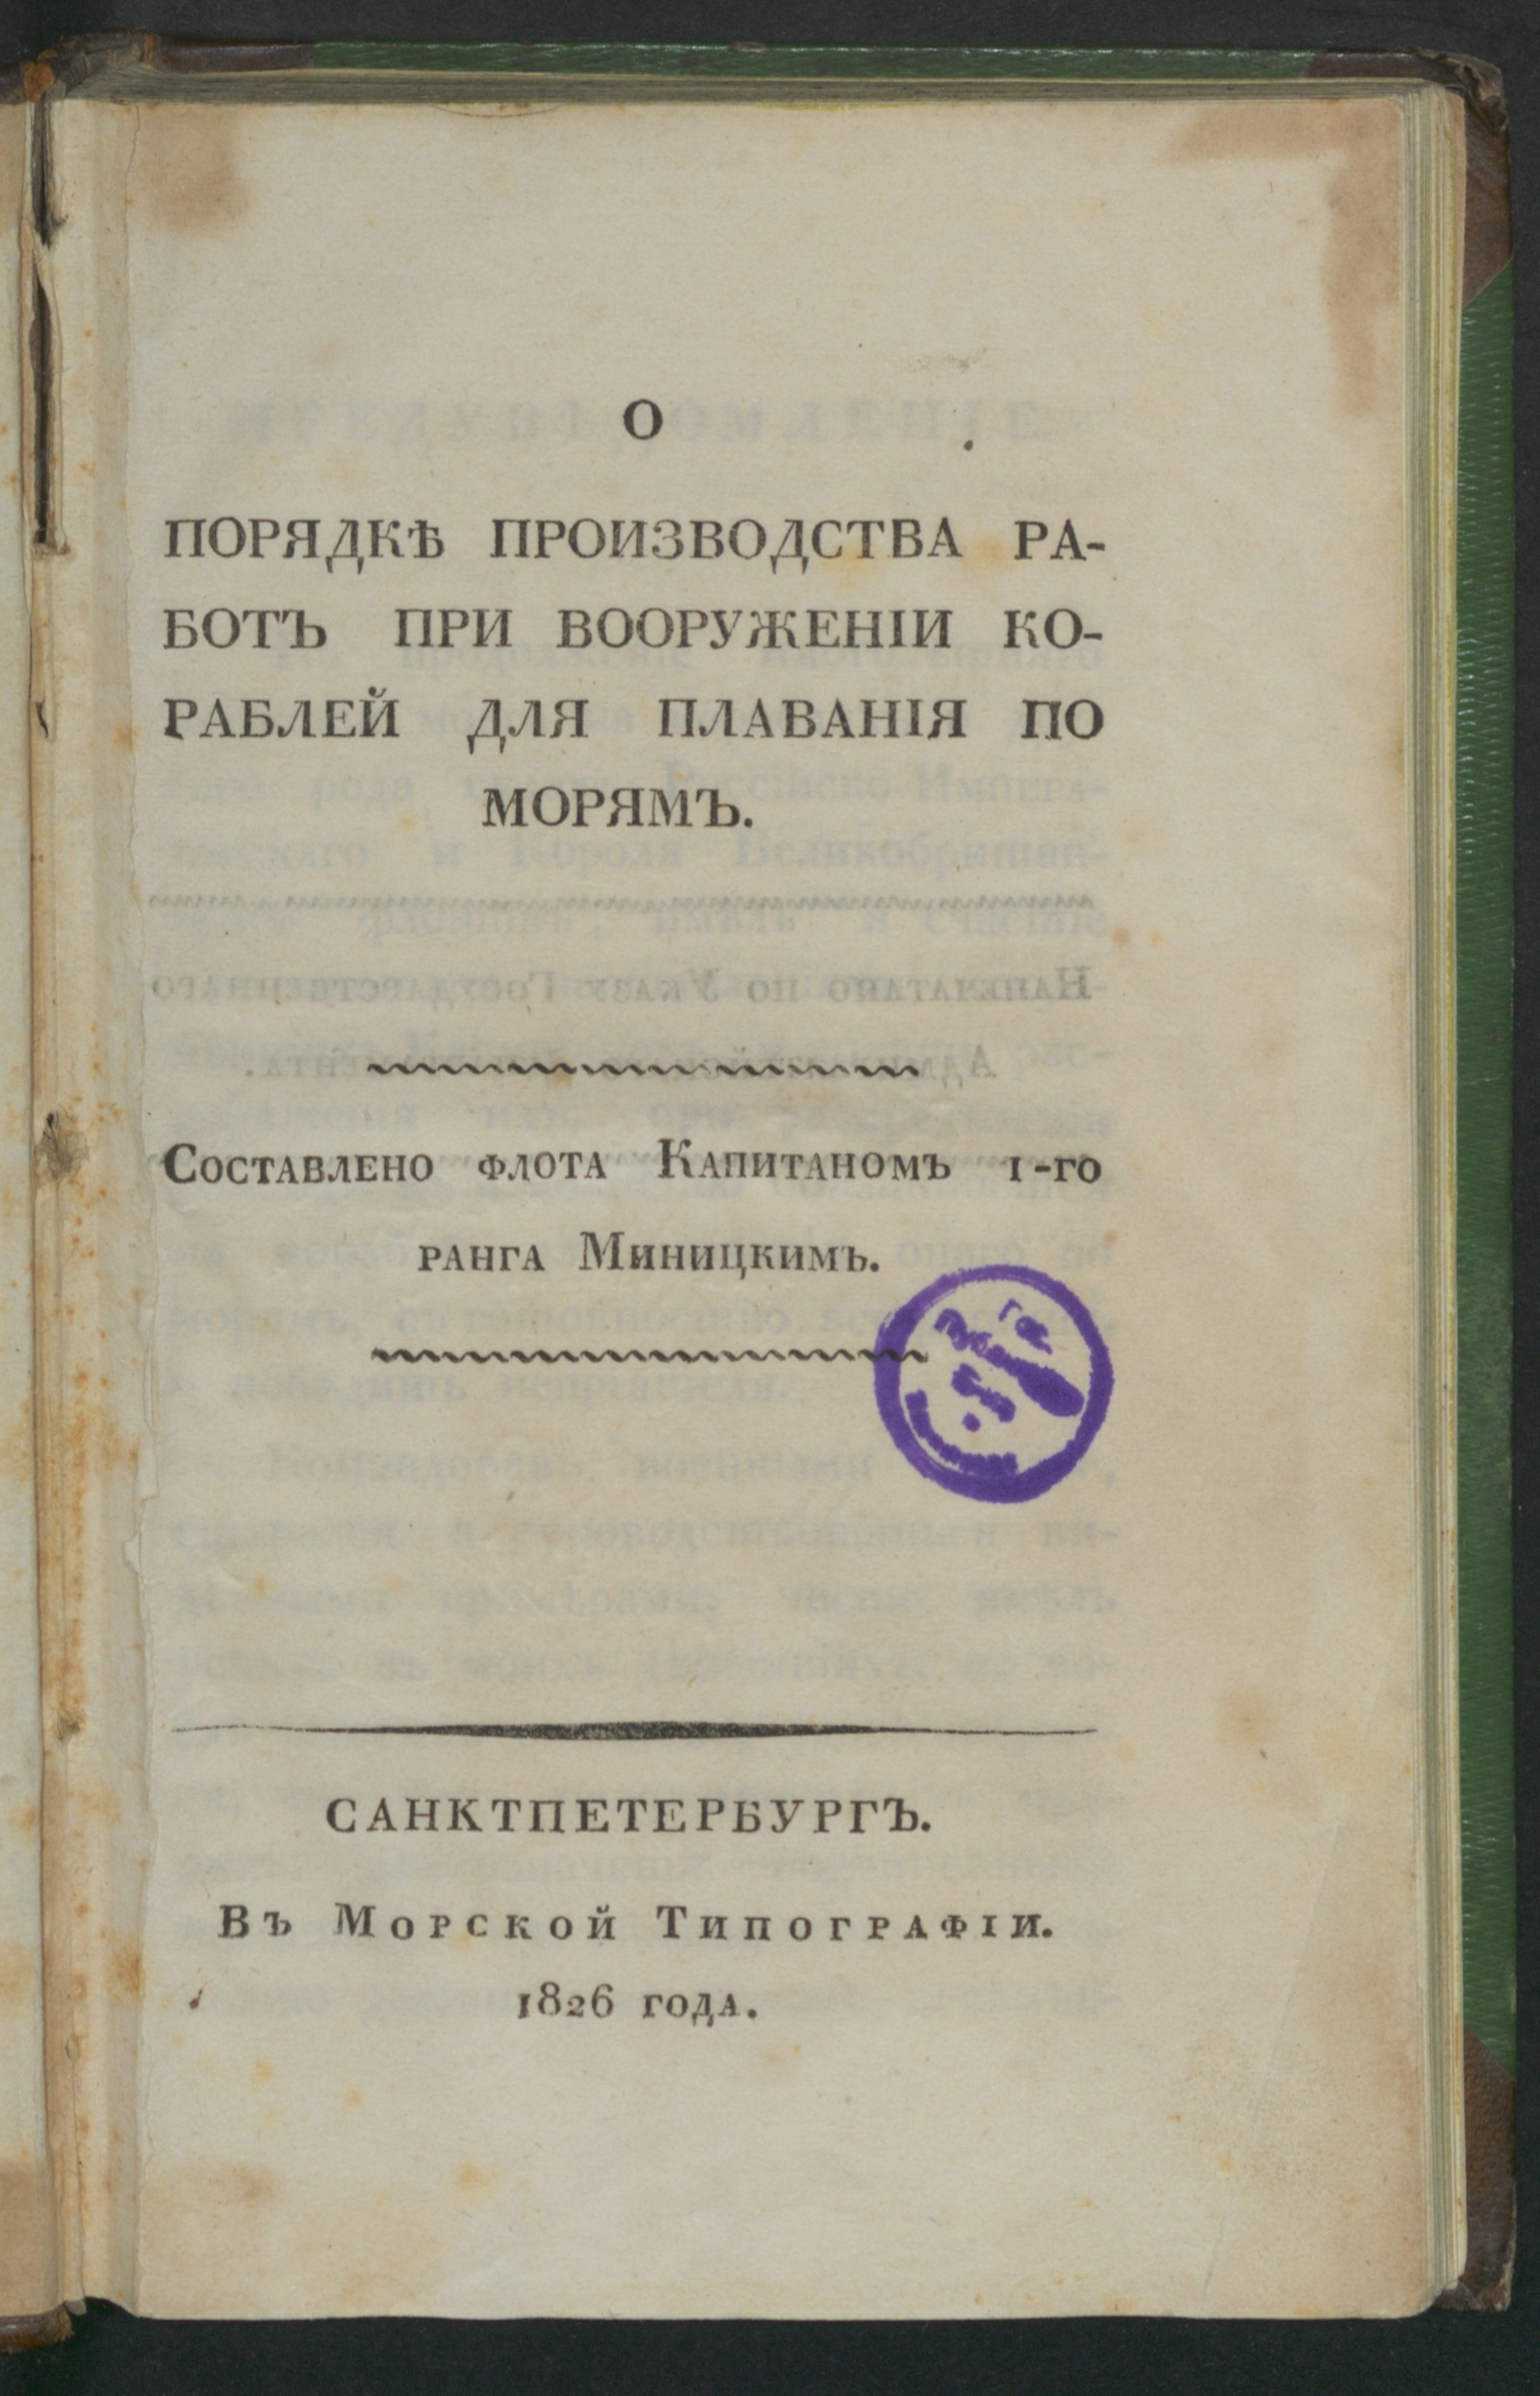 О
ПОРЯДКѢ ПРОИЗВОДСТВА РА-
БОТЪ ПРИ ВООРУЖЕНІИ КО-
РАБЛЕЙ ДЛЯ ПЛАВАНІЯ ПО
МОРЯМЪ.
Составлено флота Капитаномъ 1-го
ранга Миницкимъ.
САНКТПЕТЕРБУРГЪ.
Въ Морской Типографіи.
1826 года.